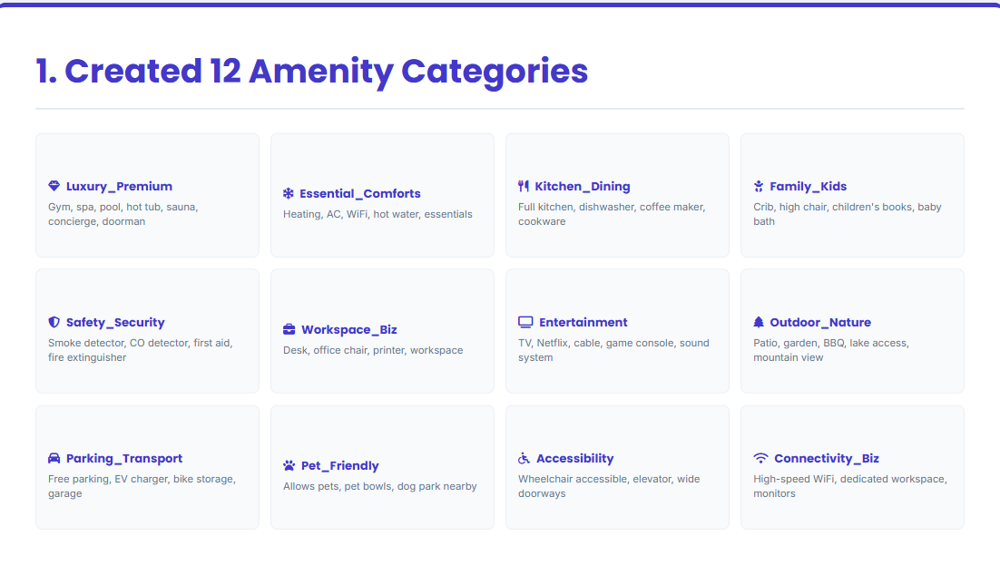 1. Created 12 Amenity Categories
Luxury_Premium
Gym, spa, pool, hot tub, sauna,
concierge, doorman
Essential_Comforts
Heating, AC, WiFi, hot water, essentials
Kitchen_Dining
Full kitchen, dishwasher, coffee maker,
cookware
Family_Kids
Crib, high chair, children's books, baby
bath
Safety_Security
Smoke detector, CO detector, first aid,
fire extinguisher
Workspace_Biz
Desk, office chair, printer, workspace
Entertainment
TV, Netflix, cable, game console, sound
system
Outdoor_Nature
Patio, garden, BBQ, lake access,
mountain view
Parking_Transport
Free parking, EV charger, bike storage,
garage
Pet_Friendly
Allows pets, pet bowls, dog park nearby
Accessibility
Wheelchair accessible, elevator, wide
doorways
Connectivity_Biz
High-speed WiFi, dedicated workspace,
monitors